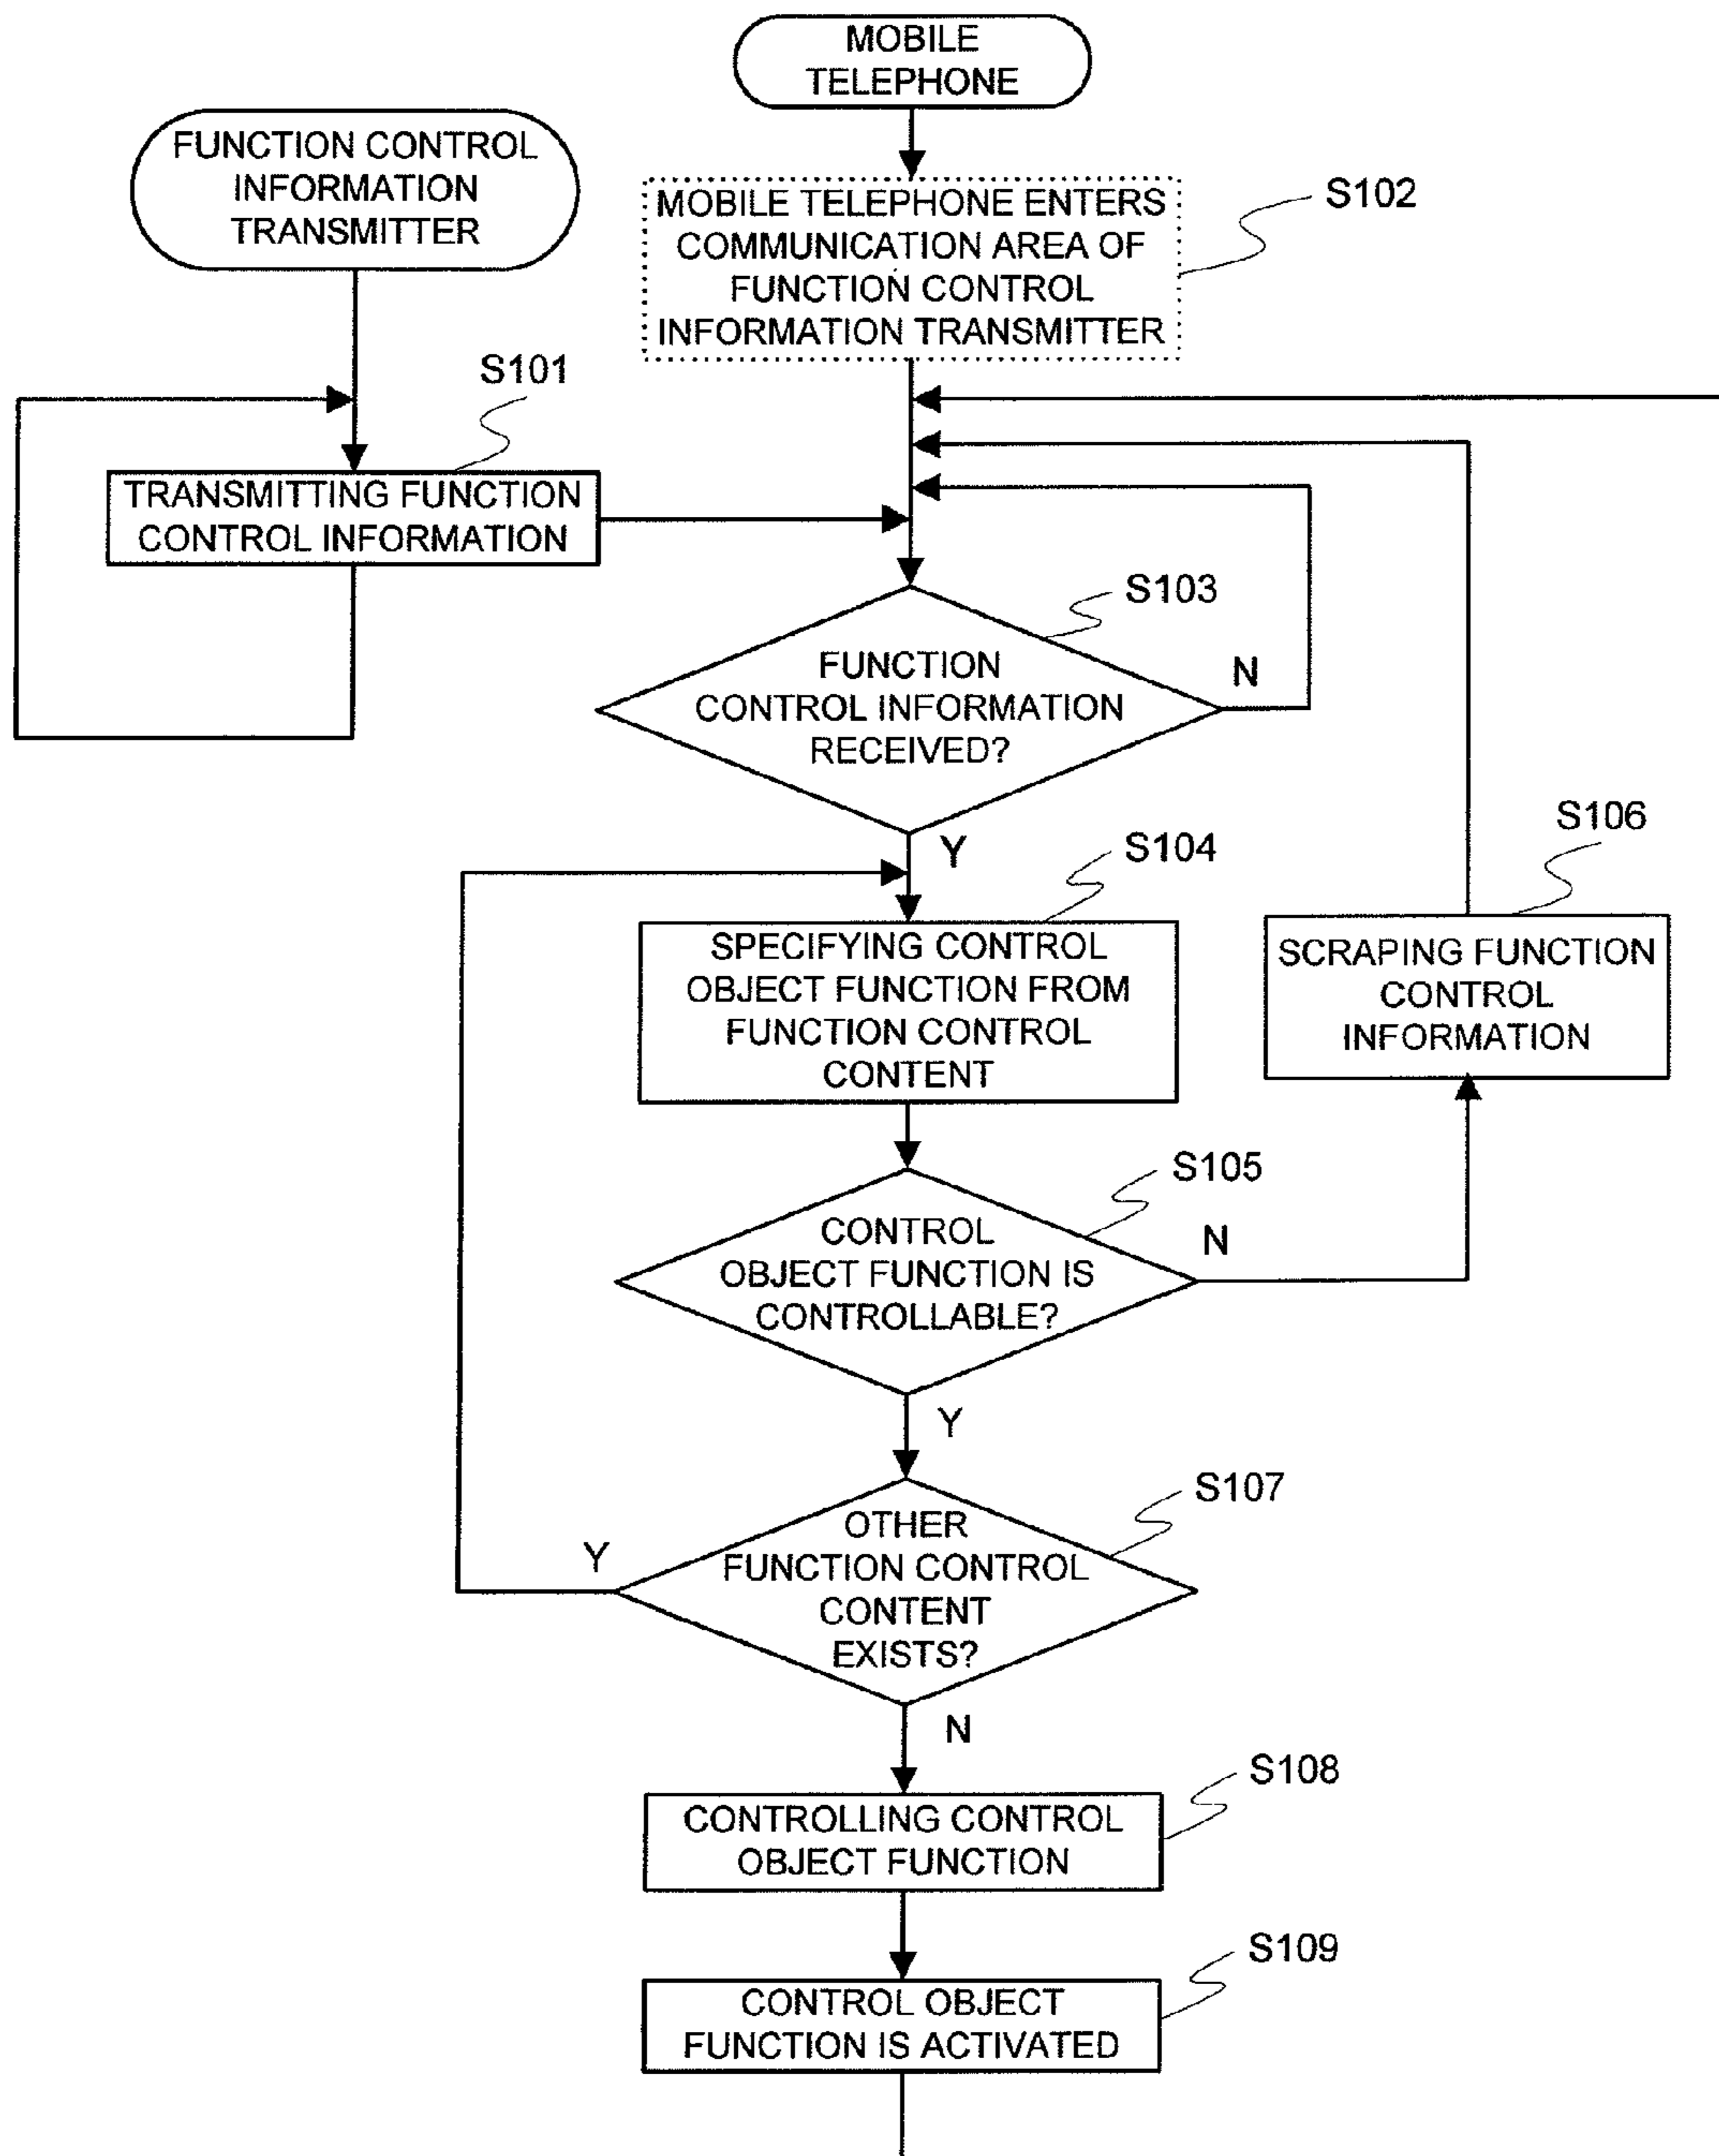 MOBILE
TELEPHONE
FUNCTION CONTROL
INFORMATION
TRANSMITTER
MOBILE TELEPHONE ENTERS
COMMUNICATION AREA OF
FUNCTION CONTROL
INFORMATION TRANSMITTER
S102
S101
TRANSMITTING FUNCTION
CONTROL INFORMATION
S103
FUNCTION
CONTROL INFORMATION
RECEIVED?
N
Y
S104
S106
SPECIFYING CONTROL
OBJECT FUNCTION FROM
FUNCTION CONTROL
CONTENT
SCRAPING FUNCTION
CONTROL
INFORMATION
S105
CONTROL
OBJECT FUNCTION IS
CONTROLLABLE?
N
Y
S107
OTHER
FUNCTION CONTROL
CONTENT
EXISTS?
Y
N
S108
CONTROLLING CONTROL
OBJECT FUNCTION
S109
CONTROL OBJECT
FUNCTION IS ACTIVATED